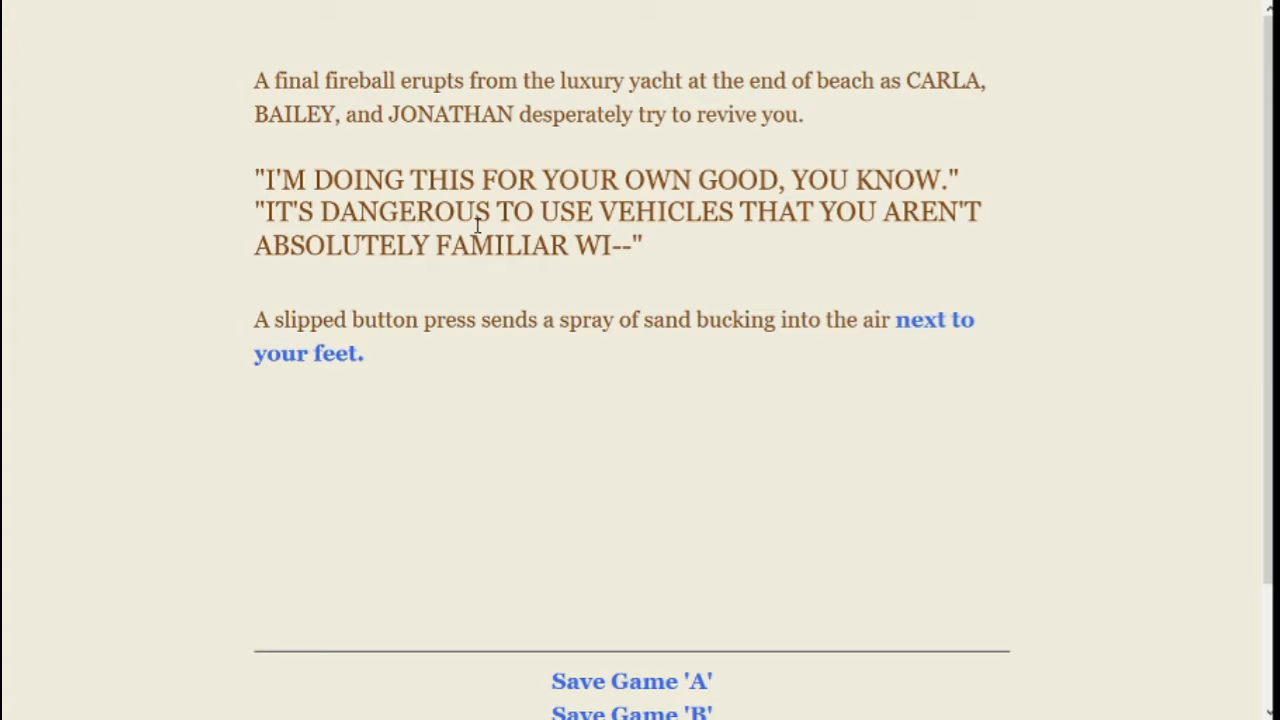 A final fireball erupts from the luxury yacht at the end of beach as CARLA,
BAILEY, and JONATHAN desperately try to revive you.
"I'M DOING THIS FOR YOUR OWN GOOD, YOU KNOW."
"IT'S DANGEROUS TO USE VEHICLES THAT YOU AREN'T
ABSOLUTELY FAMILIAR WI--"
A slipped button press sends a spray of sand bucking into the air next to
your feet.
Save Game 'A'
Save Game 'B'